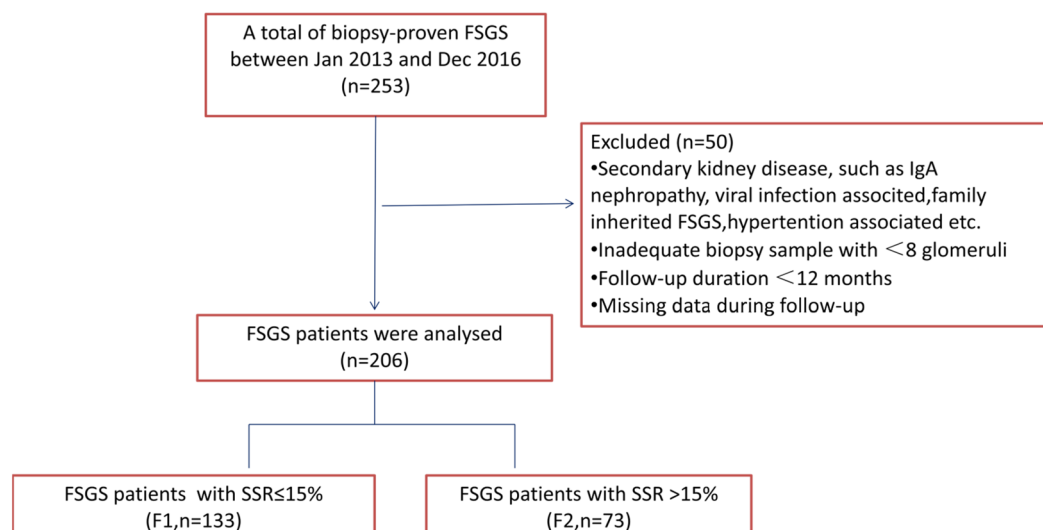 A total of biopsy-proven FSGS
between Jan 2013 and Dec 2016
(n=253)
Excluded (n=50)
•Secondary kidney disease, such as IgA
nephropathy, viral infection associted,family
inherited FSGS,hypertention associated etc.
•Inadequate biopsy sample with <8 glomeruli
•Follow-up duration <12 months
•Missing data during follow-up
FSGS patients were analysed
(n=206)
FSGS patients with SSR≤15%
(F1,n=133)
FSGS patients with SSR >15%
(F2,n=73)